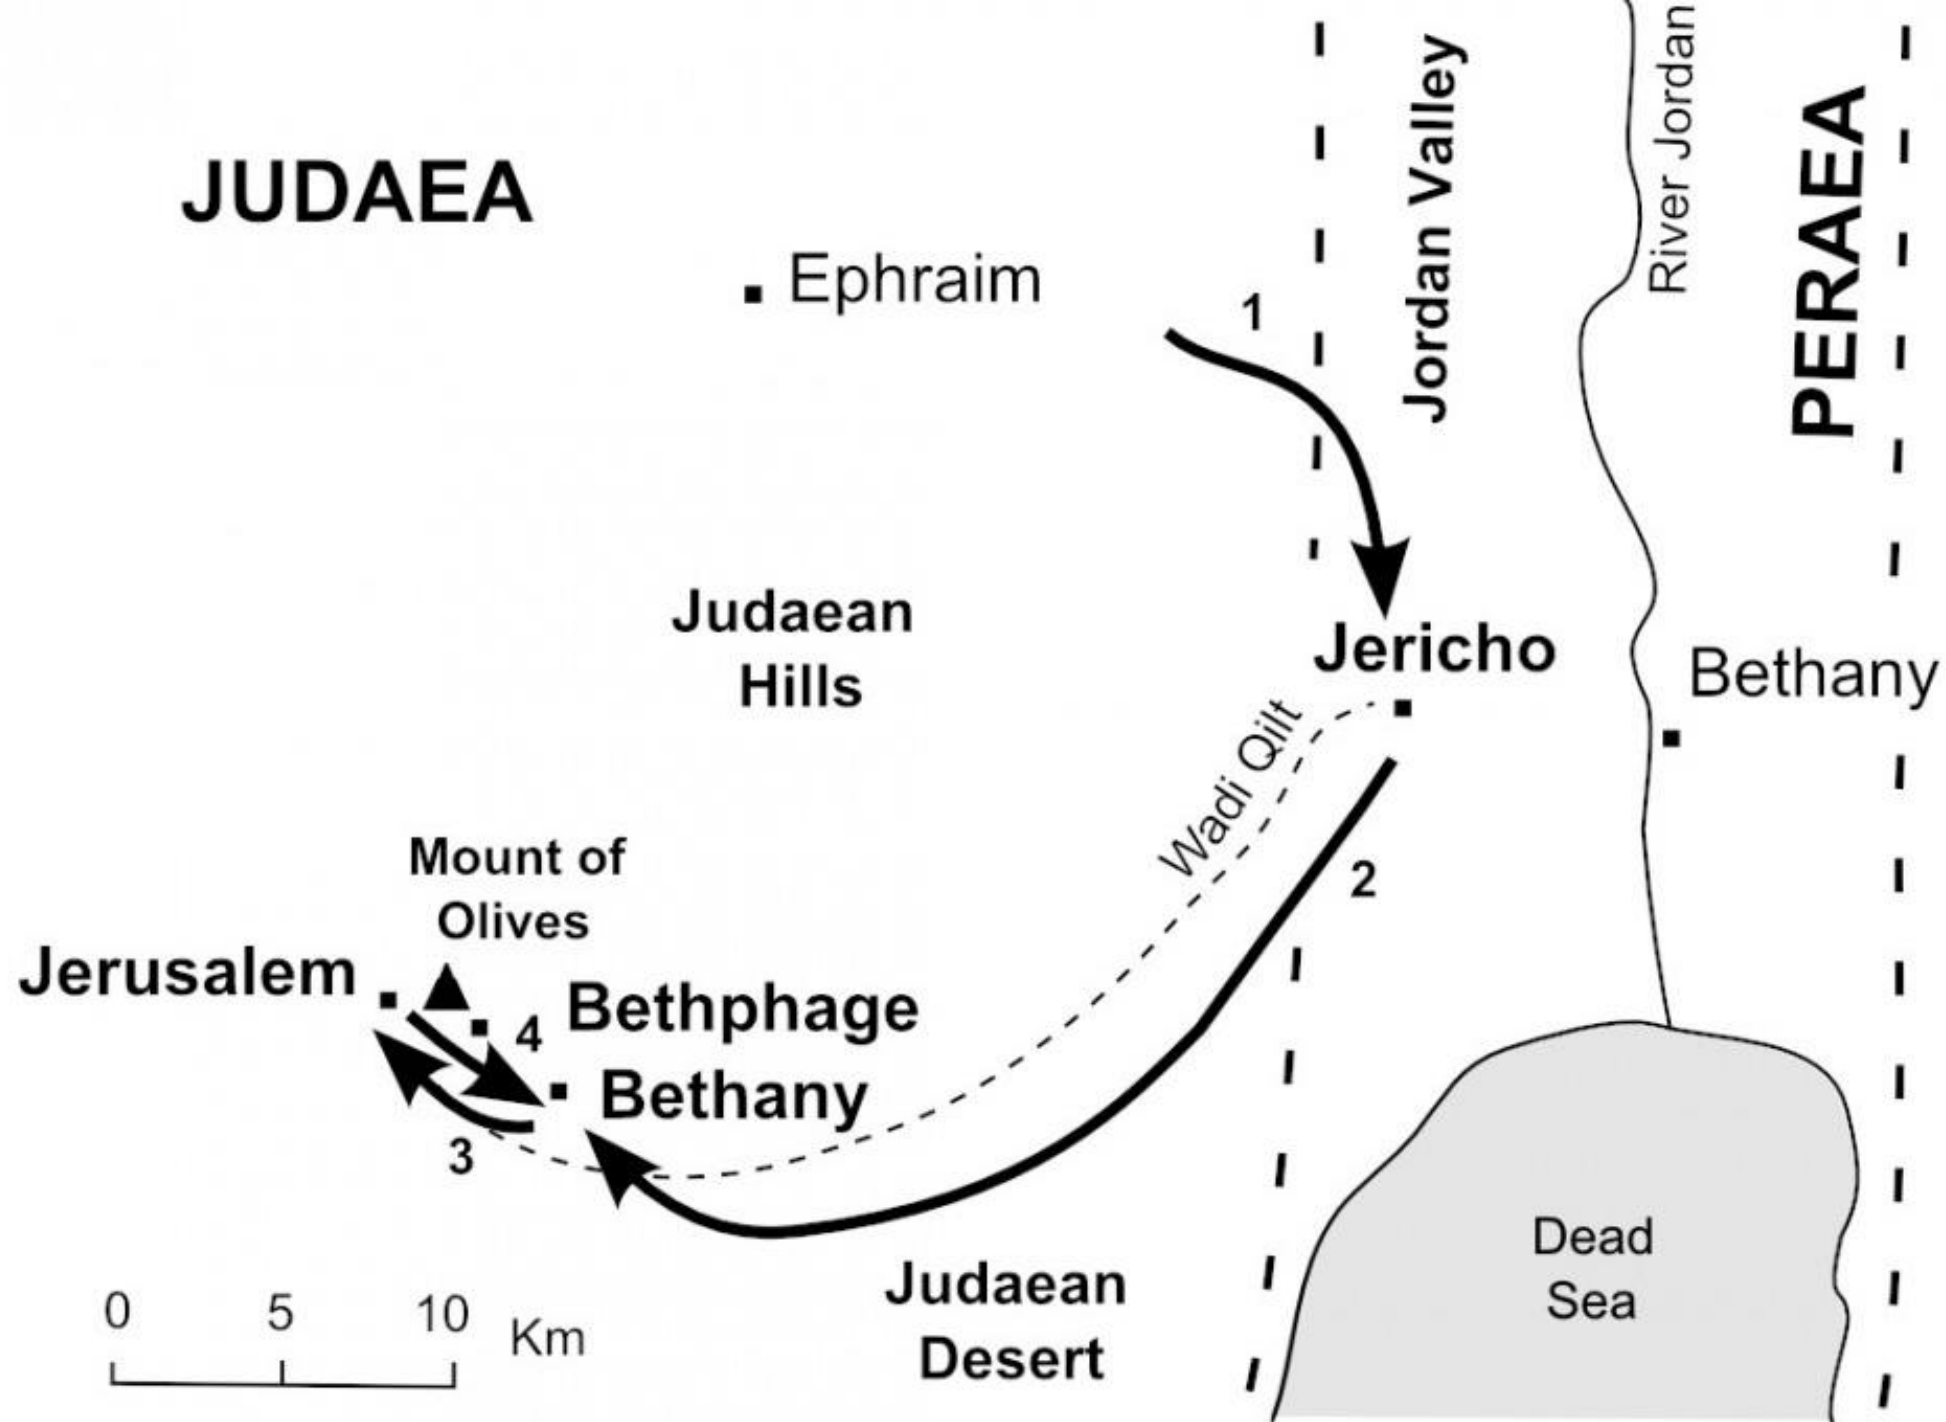 JUDAEA
Ephraim
1
Jordan Valley
River Jordan
PERAEA
Judaean
Hills
Jericho
Bethany
Wadi Qilt
2
Mount of
Olives
Jerusalem
4
Bethphage
Bethany
3
Judaean
Desert
Dead
Sea
0 5 10 Km